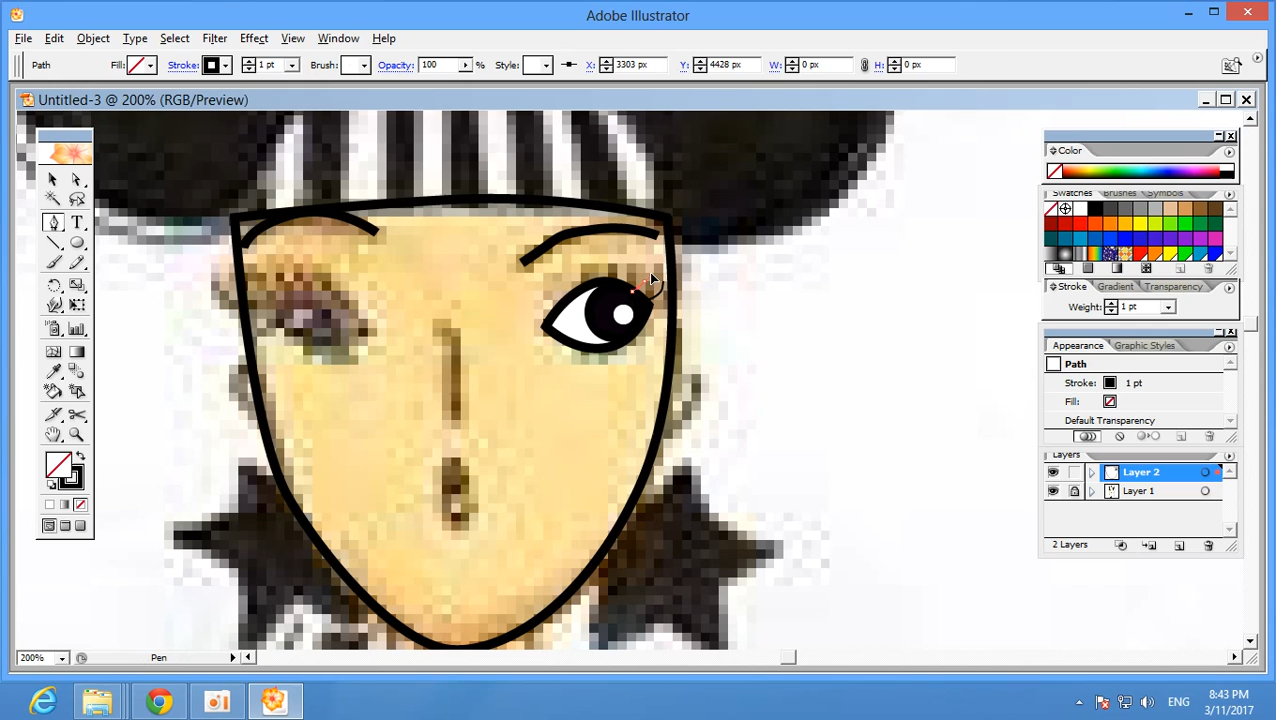 Adobe Illustrator
File Edit Object Type Select Filter Effect View Window Help
Path Fill: Stroke: 1 pt Brush: Opacity: 100 % Style: X: 3303 px Y: 4428 px W: 0 px H: 0 px
Untitled-3 @ 200% (RGB/Preview)
Color
Swatches Brushes Symbols
Stroke Gradient Transparency
Weight: 1 pt
Appearance Graphic Styles
Path
Stroke: 1 pt
Fill:
Default Transparency
Layers
Layer 2
Layer 1
2 Layers
200% Pen
ENG
8:43 PM
3/11/2017